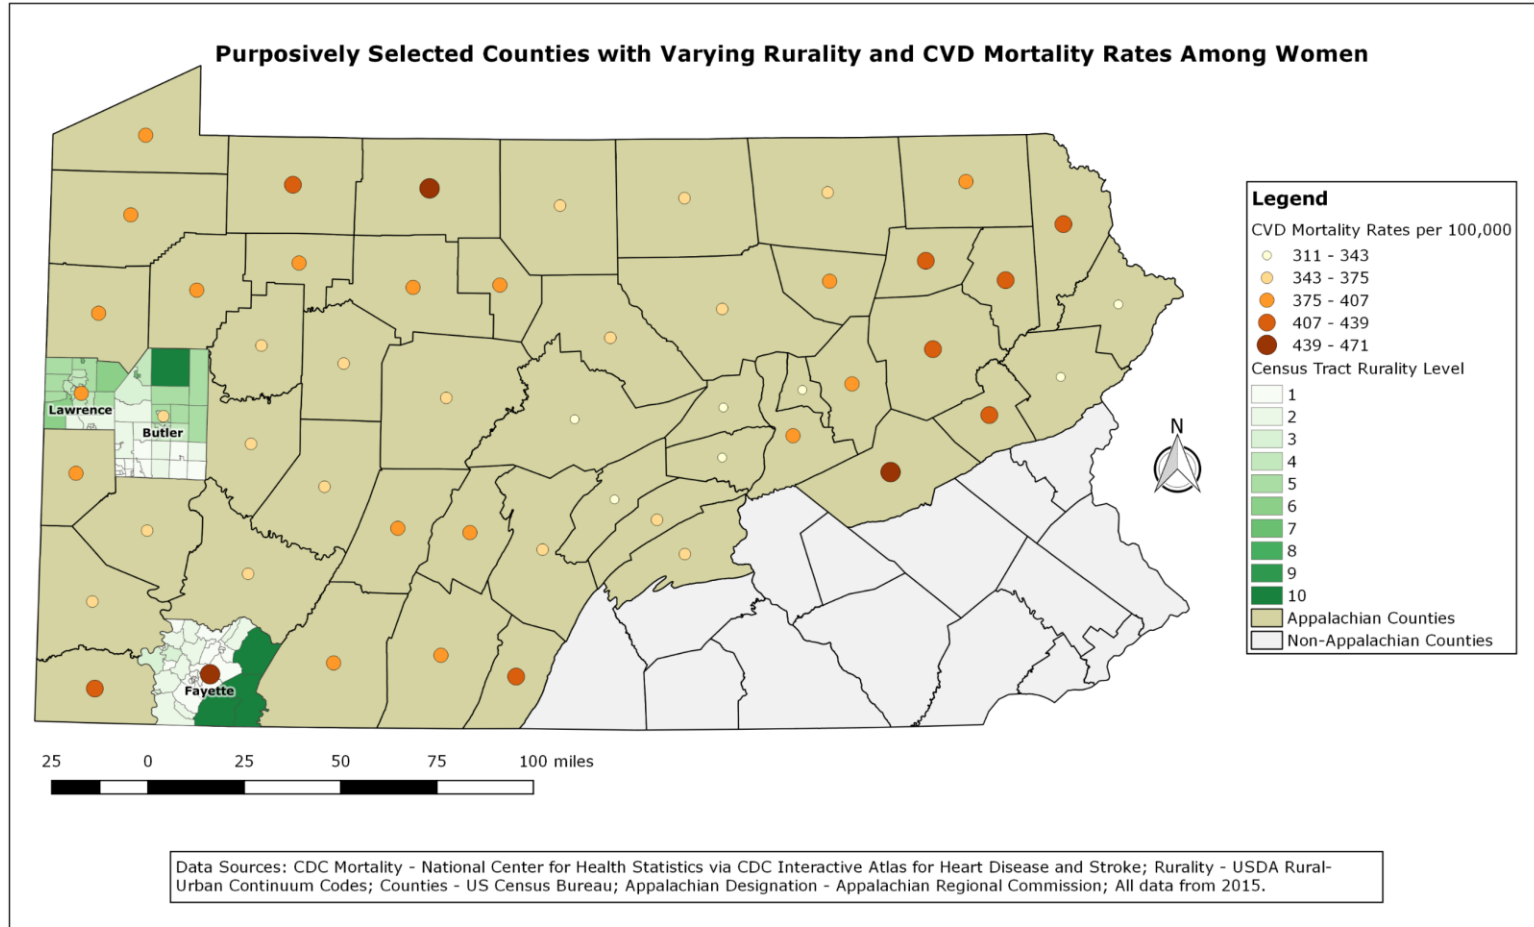 Purposively Selected Counties with Varying Rurality and CVD Mortality Rates Among Women
Lawrence
Butler
Fayette
N
Legend
CVD Mortality Rates per 100,000
311 - 343
343 - 375
375 - 407
407 - 439
439 - 471
Census Tract Rurality Level
1
2
3
4
5
6
7
8
9
10
Appalachian Counties
Non-Appalachian Counties
25 0 25 50 75 100 miles
Data Sources: CDC Mortality - National Center for Health Statistics via CDC Interactive Atlas for Heart Disease and Stroke; Rurality - USDA Rural-
Urban Continuum Codes; Counties - US Census Bureau; Appalachian Designation - Appalachian Regional Commission; All data from 2015.